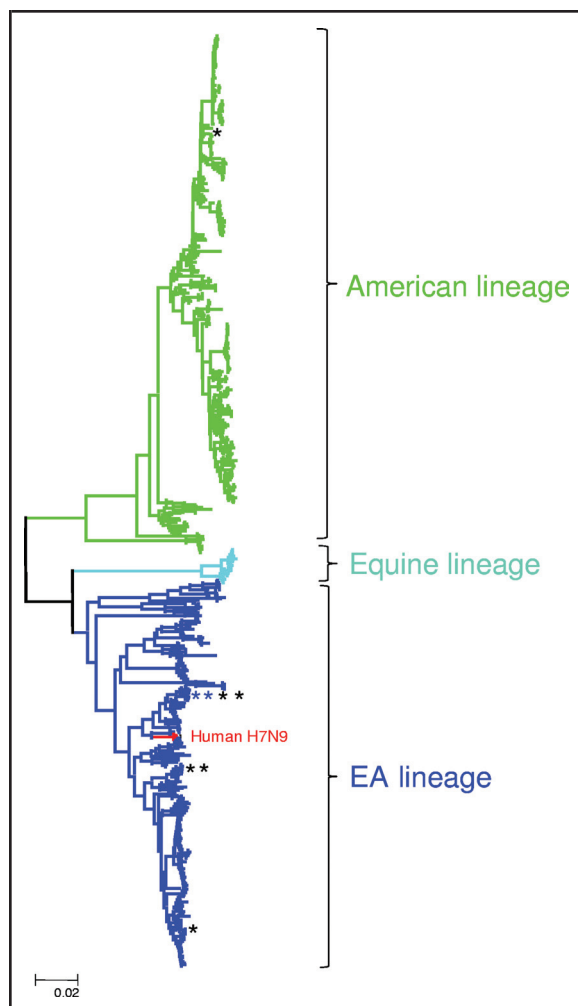 *
American lineage
Equine lineage
** * *
Human H7N9
* *
EA lineage
*
0.02